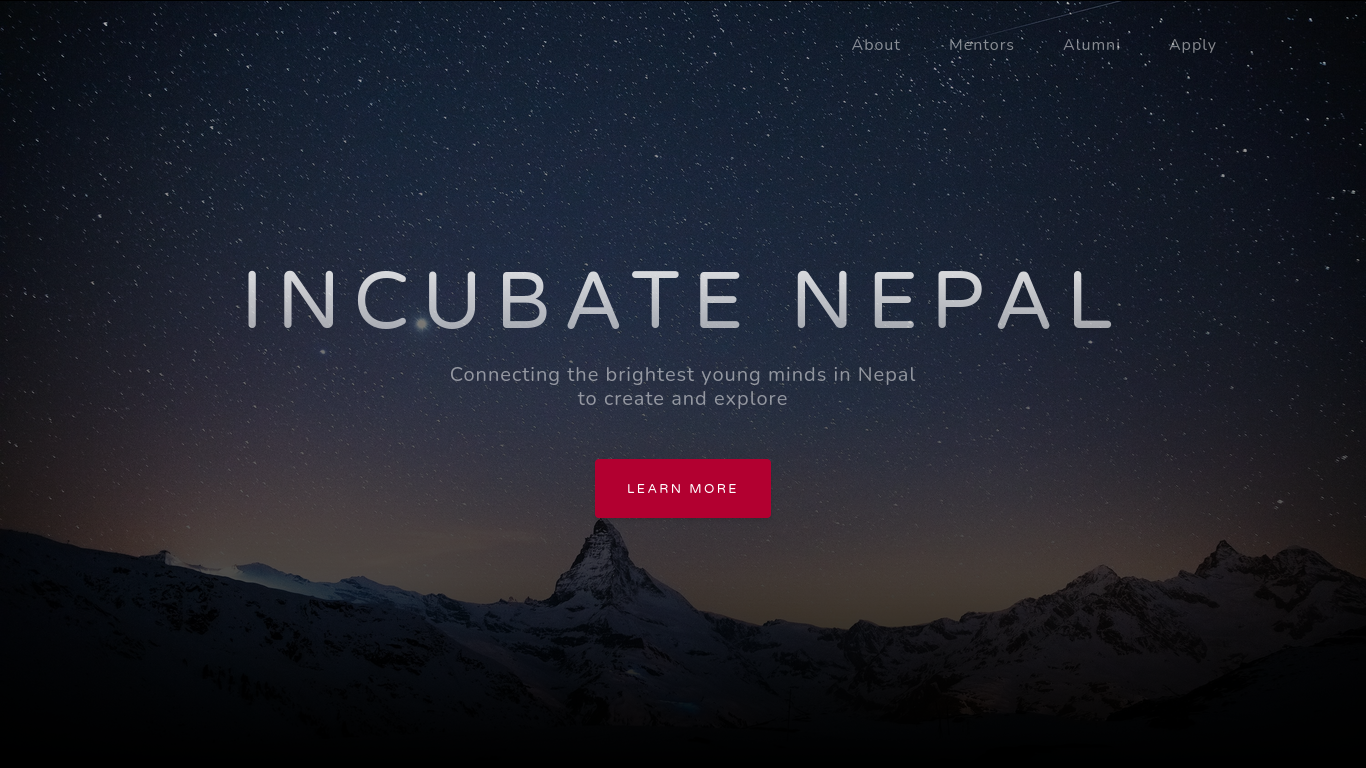 About Mentors Alumni Apply
INCUBATE NEPAL
Connecting the brightest young minds in Nepal
to create and explore
LEARN MORE